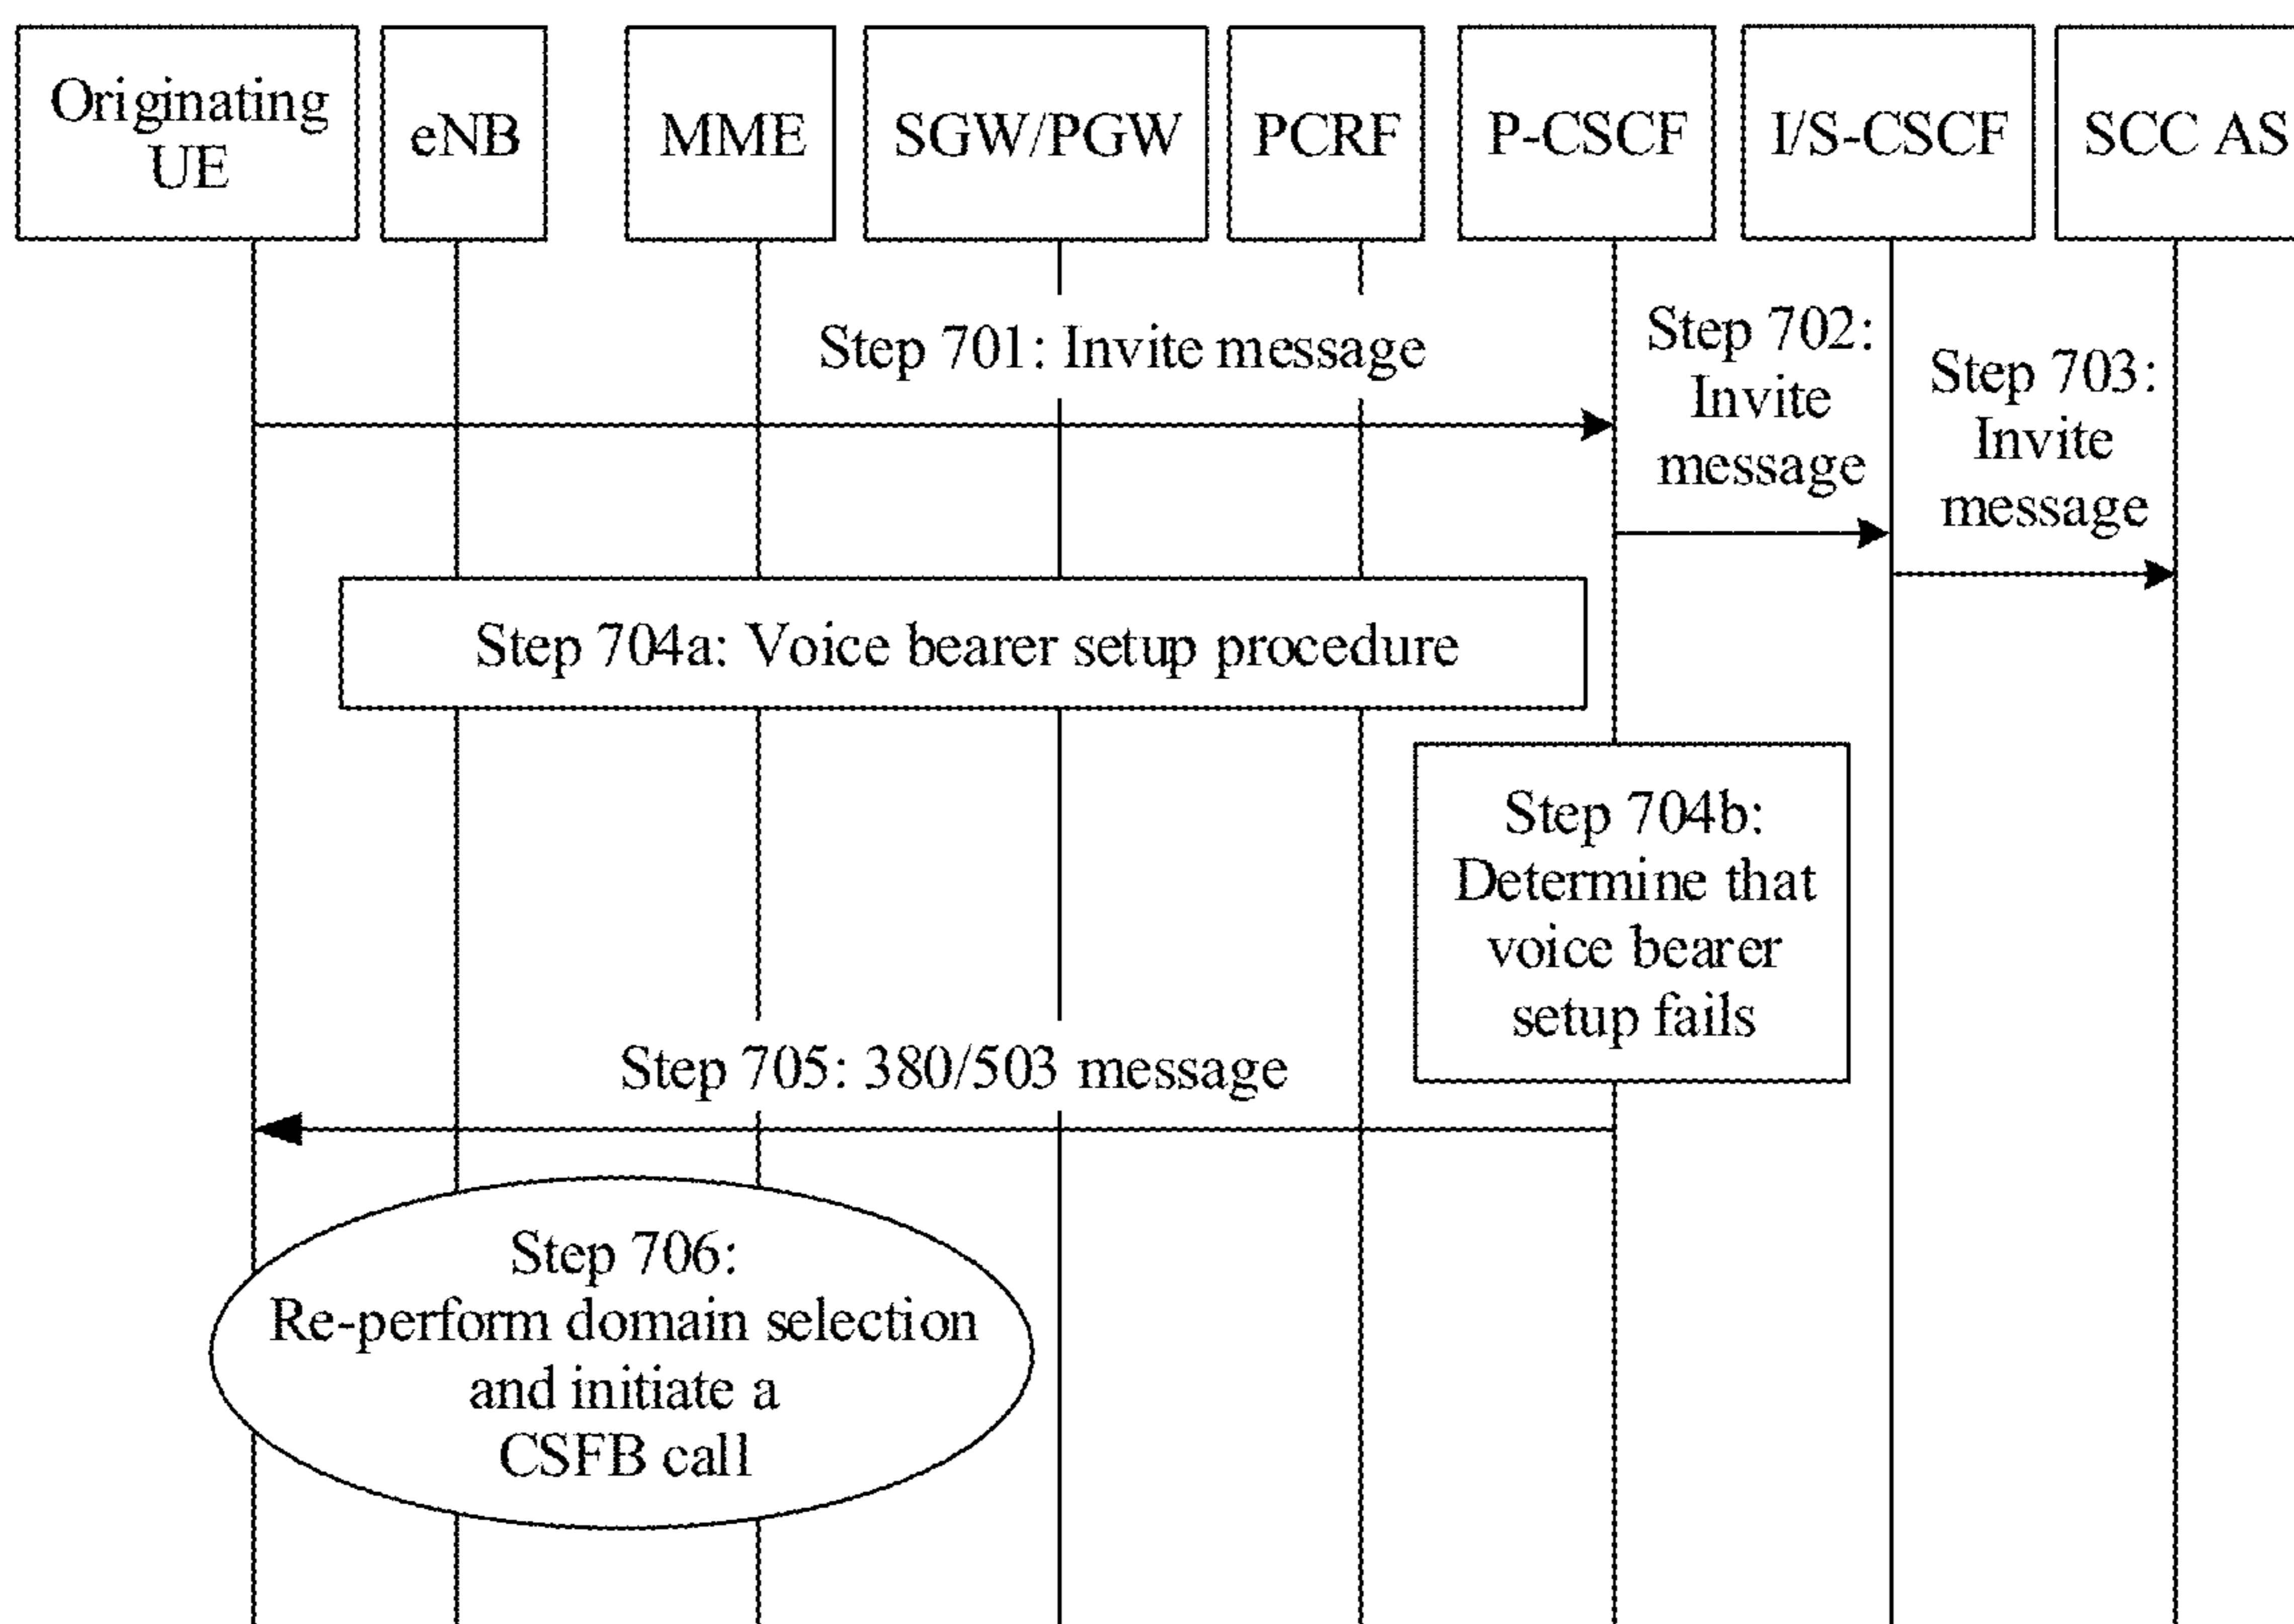 Originating
UE
eNB
MME
SGW/PGW
PCRF
P-CSCF
I/S-CSCF
SCC AS
Step 701: Invite message
Step 702:
Invite
message
Step 703:
Invite
message
Step 704a: Voice bearer setup procedure
Step 704b:
Determine that
voice bearer
setup fails
Step 705: 380/503 message
Step 706:
Re-perform domain selection
and initiate a
CSFB call